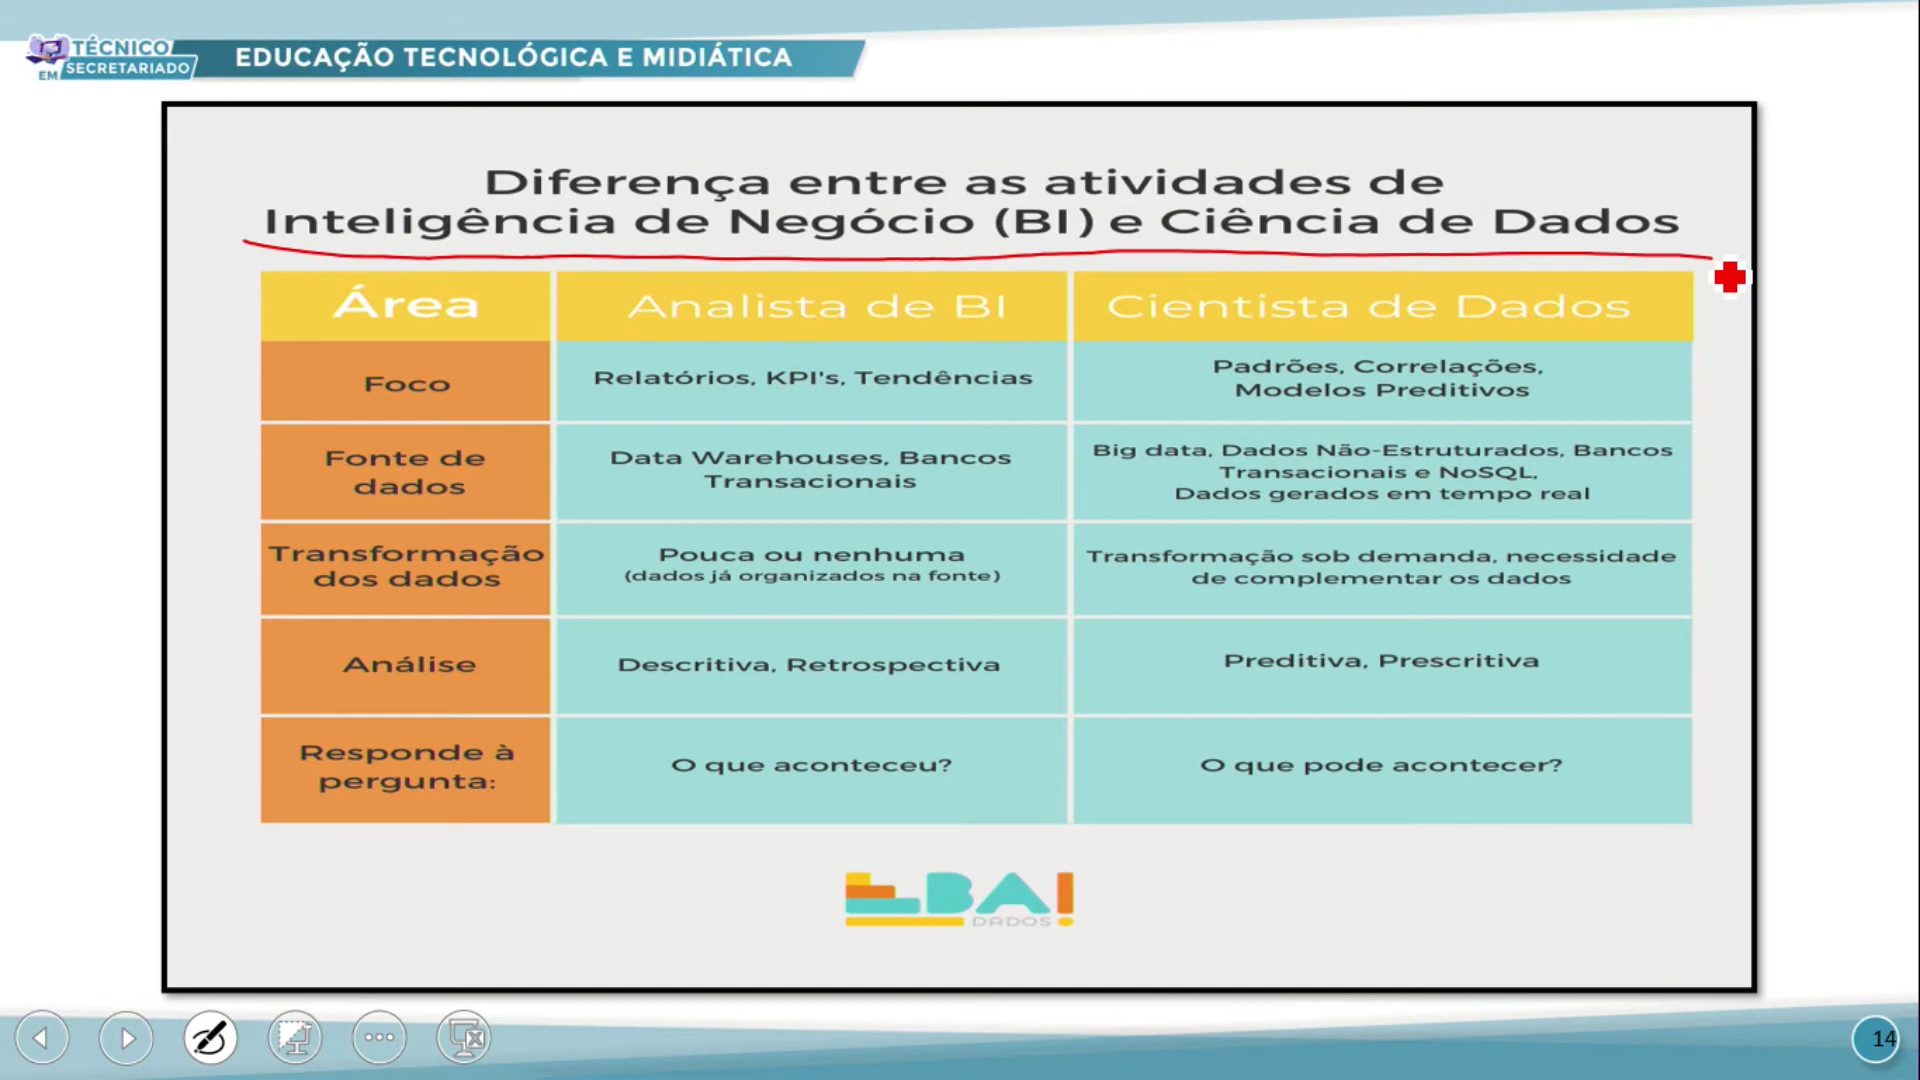 TÉCNICO
EM SECRETARIADO
EDUCAÇÃO TECNOLÓGICA E MIDIÁTICA
Diferença entre as atividades de
Inteligência de Negócio (BI) e Ciência de Dados
Área
Analista de BI
Cientista de Dados
Foco
Relatórios, KPI's, Tendências
Padrões, Correlações,
Modelos Preditivos
Fonte de
dados
Data Warehouses, Bancos
Transacionais
Big data, Dados Não-Estruturados, Bancos
Transacionais e NoSQL,
Dados gerados em tempo real
Transformação
dos dados
Pouca ou nenhuma
(dados já organizados na fonte)
Transformação sob demanda, necessidade
de complementar os dados
Análise
Descritiva, Retrospectiva
Preditiva, Prescritiva
Responde à
pergunta:
O que aconteceu?
O que pode acontecer?
EBA!
DADOS
14